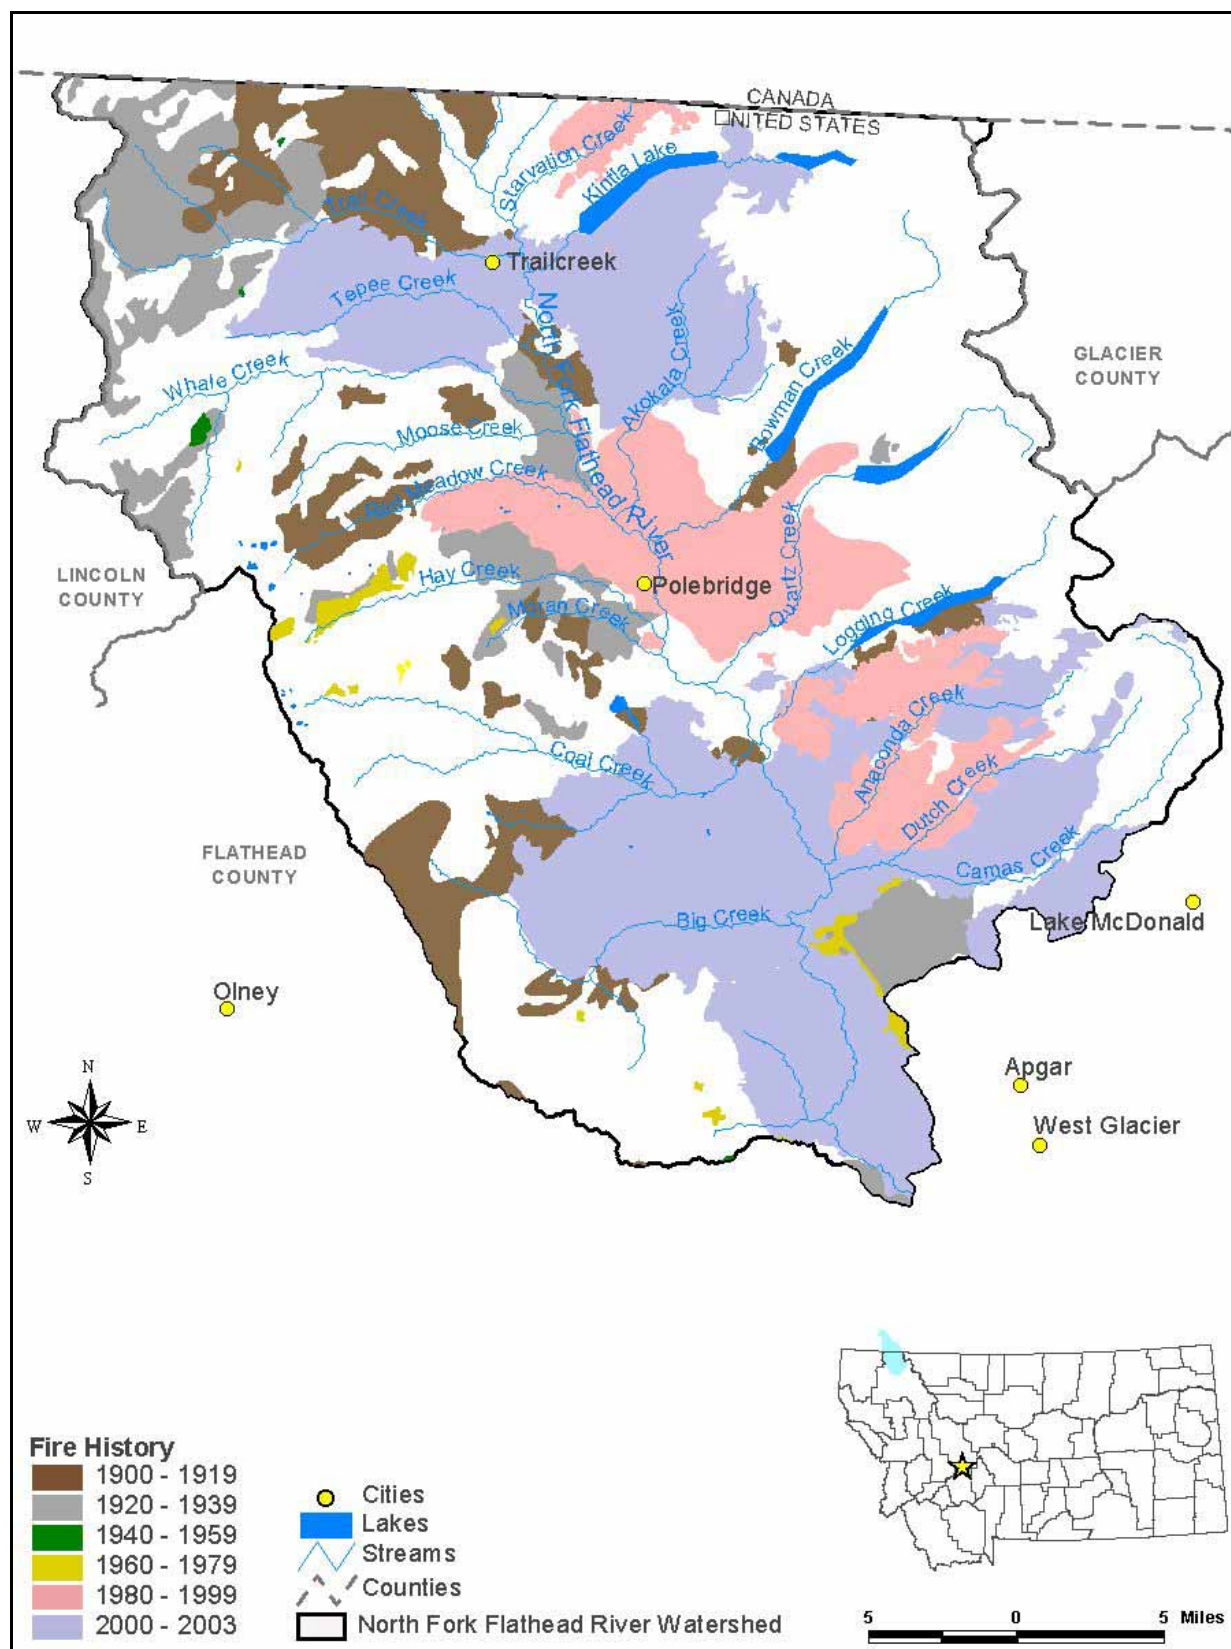 CANADA
□NITED STATES
Starvation Creek
Kintla Lake
Trail Creek
Trailcreek
Tepee Creek
North Fork Flathead River
Akokala Creek
Bowman Creek
GLACIER
COUNTY
Whale Creek
Moose Creek
Red Meadow Creek
Quartz Creek
LINCOLN
COUNTY
Hay Creek
Polebridge
Moran Creek
Logging Creek
Anaconda Creek
Coal Creek
Dutch Creek
FLATHEAD
COUNTY
Camas Creek
Big Creek
Lake McDonald
Olney
Apgar
West Glacier
N
W E
S
Fire History
1900 - 1919
1920 - 1939
1940 - 1959
1960 - 1979
1980 - 1999
2000 - 2003
Cities
Lakes
Streams
Counties
North Fork Flathead River Watershed
5 0 5 Miles